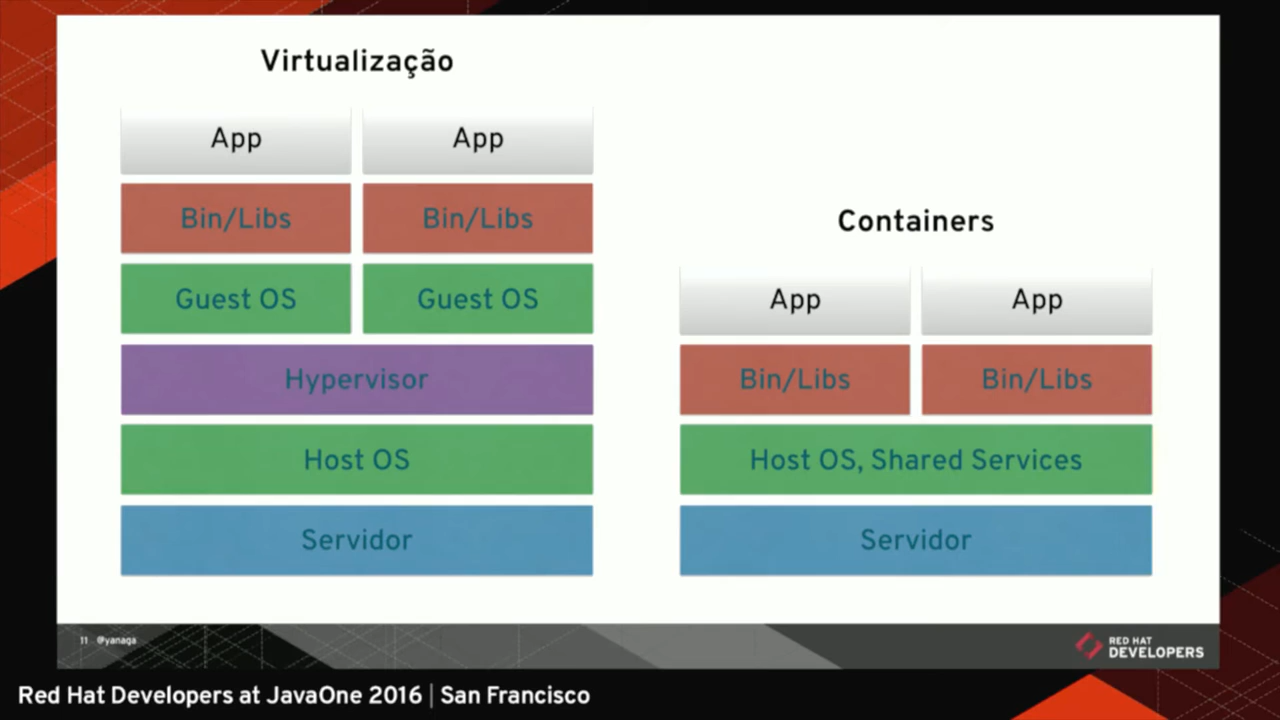 Virtualização
App
App
Bin/Libs
Bin/Libs
Guest OS
Guest OS
Hypervisor
Host OS
Servidor
Containers
App
App
Bin/Libs
Bin/Libs
Host OS, Shared Services
Servidor
11 @yanaga
RED HAT
DEVELOPERS
Red Hat Developers at JavaOne 2016 | San Francisco